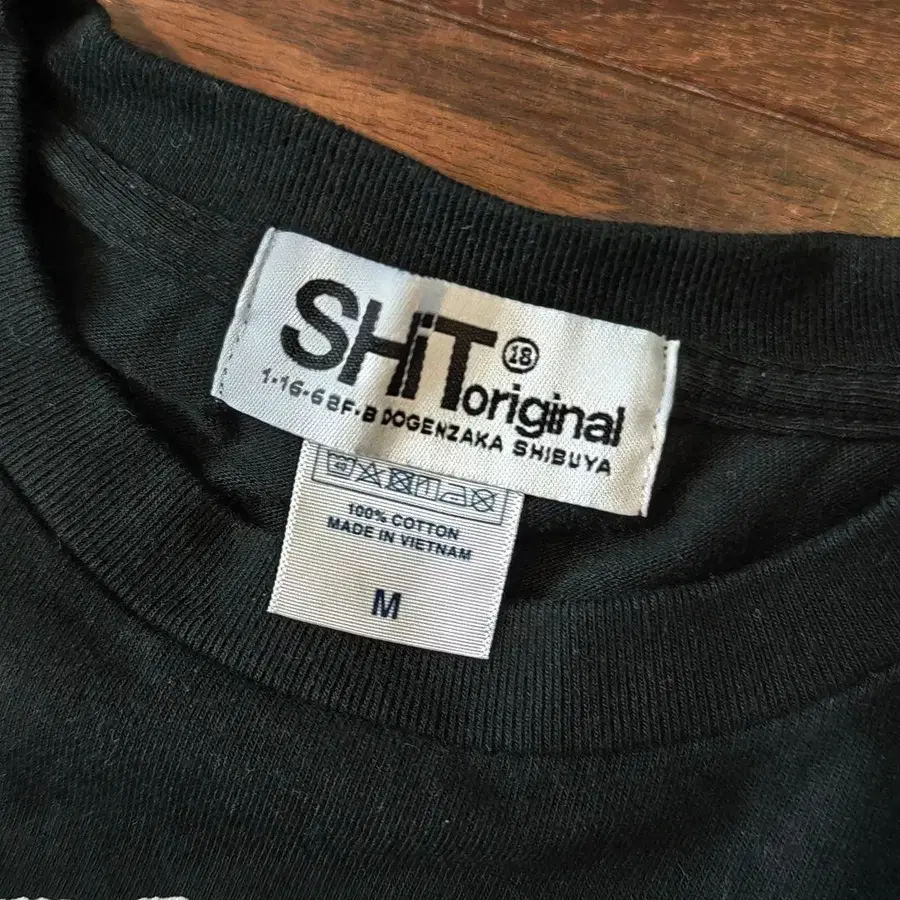 SHiT ⑱
original
1-16-6 8F-B DOGENZAKA SHIBUYA
100% COTTON
MADE IN VIETNAM
M